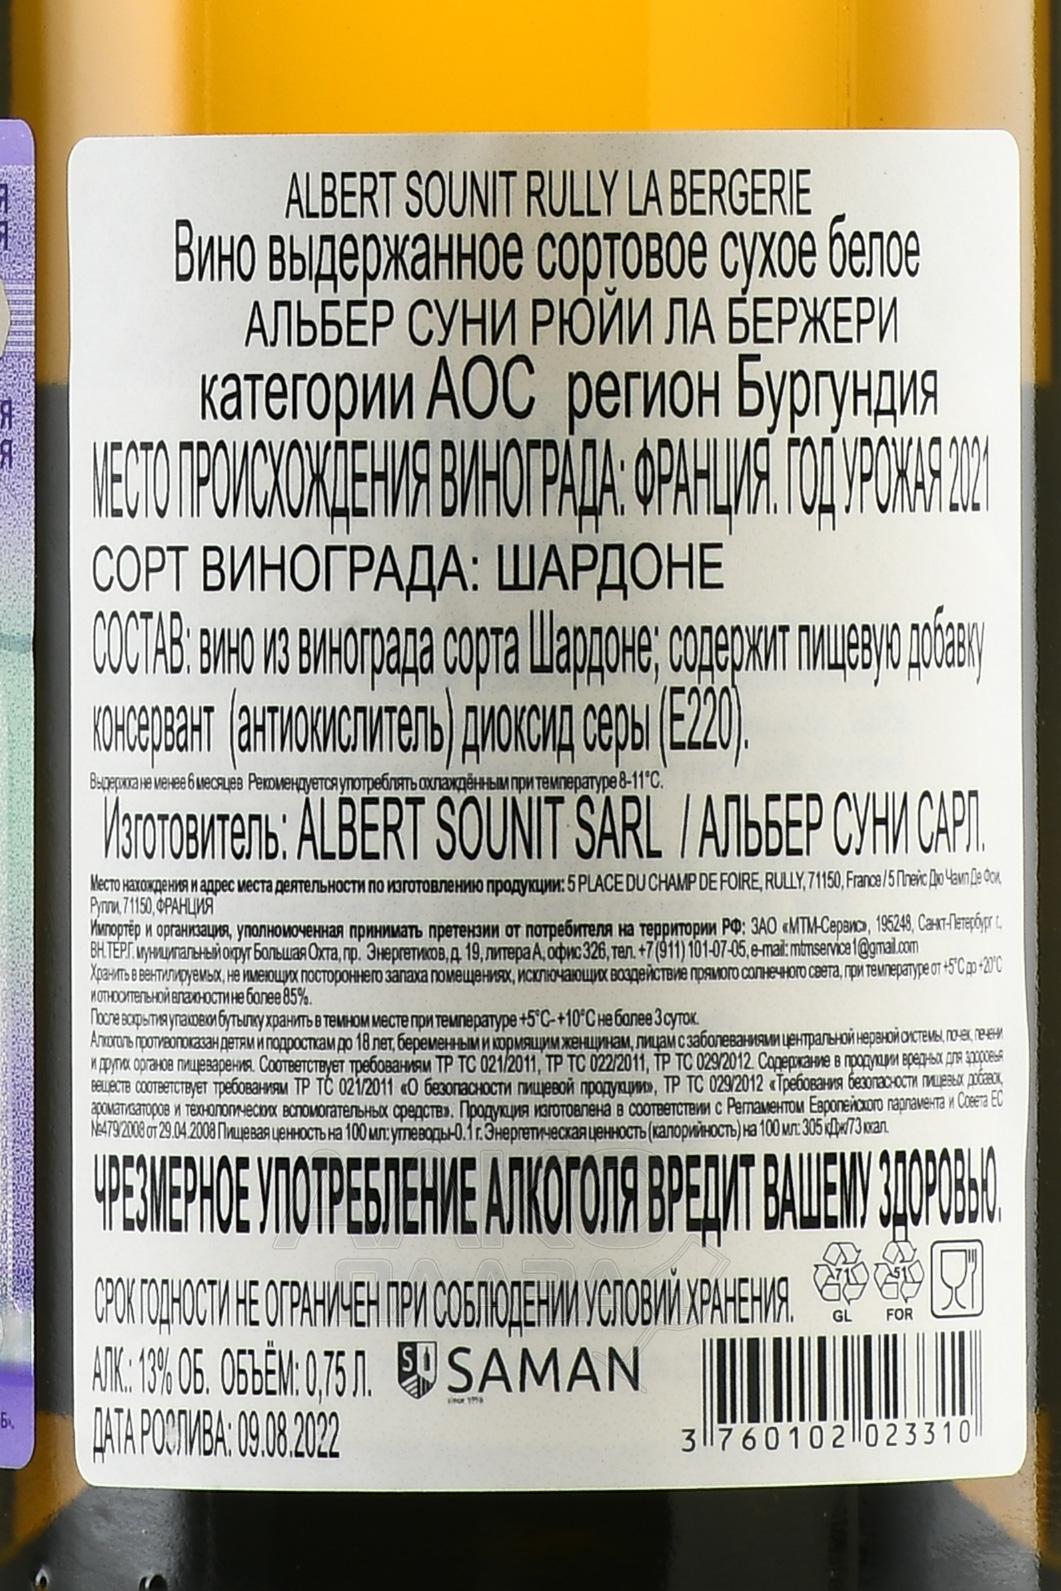 ALBERT SOUNIT RULLY LA BERGERIE
Вино выдержанное сортовое сухое белое
АЛЬБЕР СУНИ РЮЙИ ЛА БЕРЖЕРИ
категории АОС регион Бургундия
МЕСТО ПРОИСХОЖДЕНИЯ ВИНОГРАДА: ФРАНЦИЯ. ГОД УРОЖАЯ 2021
СОРТ ВИНОГРАДА: ШАРДОНЕ
СОСТАВ: вино из винограда сорта Шардоне; содержит пищевую добавку
консервант (антиокислитель) диоксид серы (Е220).
Выдержка не менее 6 месяцев Рекомендуется употреблять охлаждённым при температуре 8-11°С.
Изготовитель: ALBERT SOUNIT SARL / АЛЬБЕР СУНИ САРЛ.
Место нахождения и адрес места деятельности по изготовлению продукции: 5 PLACE DU CHAMP DE FOIRE, RULLY, 71150, France / 5 Плейс Дю Чамп Де Фои,
Рулли, 71150, ФРАНЦИЯ
Импортёр и организация, уполномоченная принимать претензии от потребителя на территории РФ: ЗАО «МТМ-Сервис», 195248, Санкт-Петербург г.,
ВН.ТЕР.Г. муниципальный округ Большая Охта, пр. Энергетиков, д. 19, литера А, офис 326, тел. +7 (911) 101-07-05, e-mail: mtmservice1@gmail.com
Хранить в вентилируемых, не имеющих постороннего запаха помещениях, исключающих воздействие прямого солнечного света, при температуре от +5°С до +20°С
и относительной влажности не более 85%.
После вскрытия упаковки бутылку хранить в темном месте при температуре +5°С- +10°С не более 3 суток.
Алкоголь противопоказан детям и подросткам до 18 лет, беременным и кормящим женщинам, лицам с заболеваниями центральной нервной системы, почек, печени
и других органов пищеварения. Соответствует требованиям ТР ТС 021/2011, ТР ТС 022/2011, ТР ТС 029/2012. Содержание в продукции вредных для здоровья
веществ соответствует требованиям ТР ТС 021/2011 «О безопасности пищевой продукции», ТР ТС 029/2012 «Требования безопасности пищевых добавок,
ароматизаторов и технологических вспомогательных средств». Продукция изготовлена в соответствии с Регламентом Европейского парламента и Совета ЕС
№479/2008 от 29.04.2008 Пищевая ценность на 100 мл: углеводы-0.1 г. Энергетическая ценность (калорийность) на 100 мл: 305 кДж/73 ккал.
ЧРЕЗМЕРНОЕ УПОТРЕБЛЕНИЕ АЛКОГОЛЯ ВРЕДИТ ВАШЕМУ ЗДОРОВЬЮ.
СРОК ГОДНОСТИ НЕ ОГРАНИЧЕН ПРИ СОБЛЮДЕНИИ УСЛОВИЙ ХРАНЕНИЯ.
71 GL
51 FOR
АЛК.: 13% ОБ. ОБЪЁМ: 0,75 Л.
SAMAN
since 1998
ДАТА РОЗЛИВА: 09.08.2022
3 760102 023310
АЛКО
ПЛАЗА